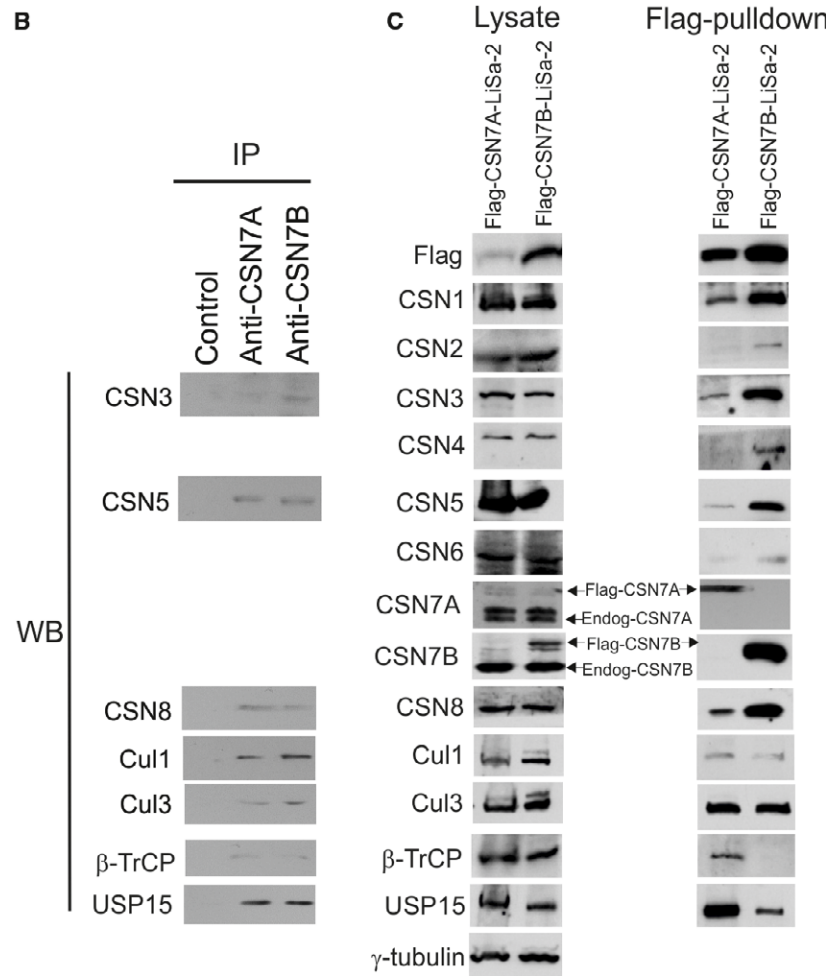 B
IP
Control
Anti-CSN7A
Anti-CSN7B
WB
CSN3
CSN5
CSN8
Cul1
Cul3
β-TrCP
USP15
C
Lysate
Flag-pulldown
Flag-CSN7A-LiSa-2
Flag-CSN7B-LiSa-2
Flag-CSN7A-LiSa-2
Flag-CSN7B-LiSa-2
Flag
CSN1
CSN2
CSN3
CSN4
CSN5
CSN6
CSN7A
Flag-CSN7A
Endog-CSN7A
CSN7B
Flag-CSN7B
Endog-CSN7B
CSN8
Cul1
Cul3
β-TrCP
USP15
γ-tubulin